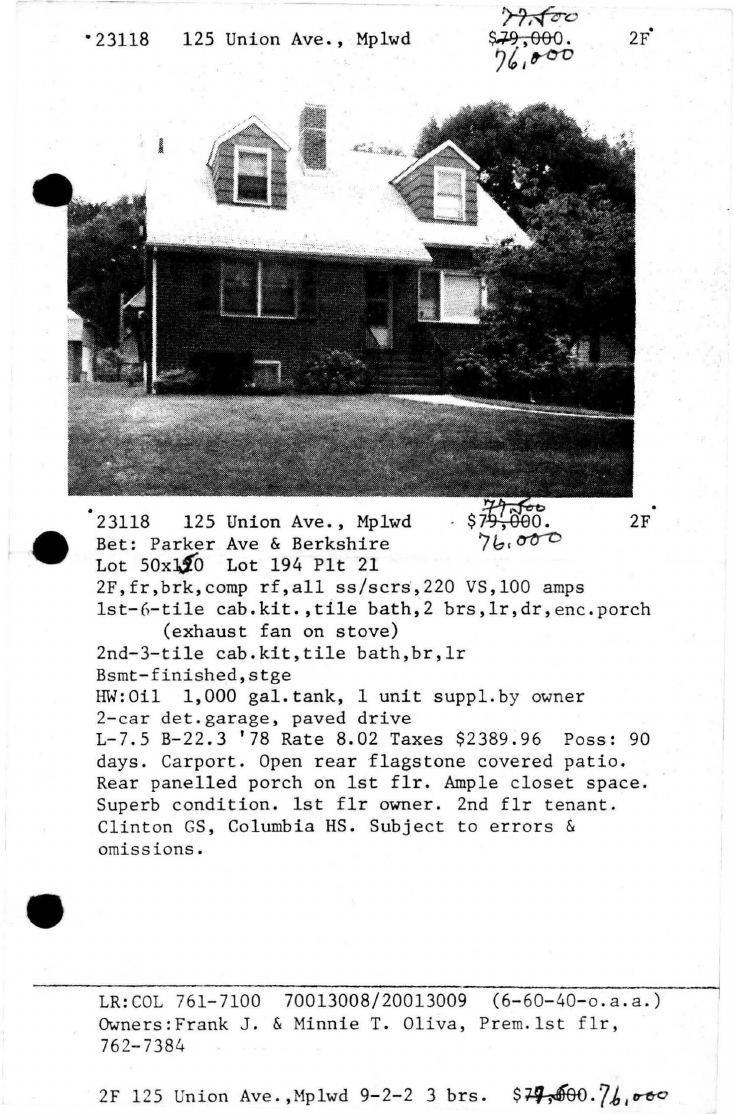 77,500
·23118 125 Union Ave., Mplwd $79,000. 2F
76,000
77,500
23118 125 Union Ave., Mplwd $79,000. 2F
Bet: Parker Ave & Berkshire 76,000
Lot 50x150 Lot 194 Plt 21
2F,fr,brk,comp rf,all ss/scrs,220 VS,100 amps
1st-6-tile cab.kit.,tile bath,2 brs,lr,dr,enc.porch
(exhaust fan on stove)
2nd-3-tile cab.kit,tile bath,br,lr
Bsmt-finished,stge
HW:Oil 1,000 gal.tank, 1 unit suppl.by owner
2-car det.garage, paved drive
L-7.5 B-22.3 '78 Rate 8.02 Taxes $2389.96 Poss: 90
days. Carport. Open rear flagstone covered patio.
Rear panelled porch on 1st flr. Ample closet space.
Superb condition. 1st flr owner. 2nd flr tenant.
Clinton GS, Columbia HS. Subject to errors &
omissions.
LR:COL 761-7100 70013008/20013009 (6-60-40-o.a.a.)
Owners:Frank J. & Minnie T. Oliva, Prem.1st flr,
762-7384
2F 125 Union Ave.,Mplwd 9-2-2 3 brs. $79,000. 76,000